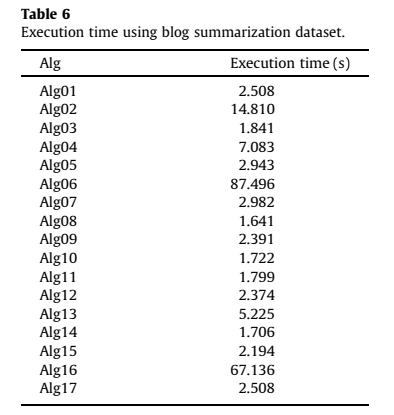 Table 6
Execution time using blog summarization dataset.
Alg Execution time (s)
Alg01 2.508
Alg02 14.810
Alg03 1.841
Alg04 7.083
Alg05 2.943
Alg06 87.496
Alg07 2.982
Alg08 1.641
Alg09 2.391
Alg10 1.722
Alg11 1.799
Alg12 2.374
Alg13 5.225
Alg14 1.706
Alg15 2.194
Alg16 67.136
Alg17 2.508